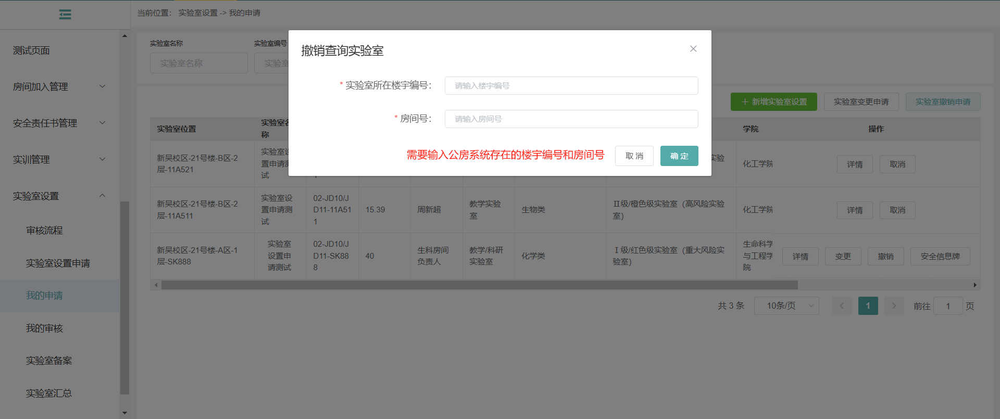 当前位置： 实验室设置 -> 我的申请
测试页面
房间加入管理
安全责任书管理
实训管理
实验室设置
审核流程
实验室设置申请
我的申请
我的审核
实验室备案
实验室汇总
实验室名称
实验室编号
实验室名称
实验室
撤销查询实验室
* 实验室所在楼宇编号：
请输入楼宇编号
* 房间号：
请输入房间号
需要输入公房系统存在的楼宇编号和房间号
取 消
确 定
新增实验室设置
实验室变更申请
实验室撤销申请
实验室位置
实验室名
称
学院
操作
新吴校区-21号楼-B区-2
层-11A521
实验室设
置申请测
试
1
实验
化工学院
详情
取消
新吴校区-21号楼-B区-2
层-11A511
实验室设
置申请测
试
02-JD10/J
D11-11A51
1
15.39
周新超
教学实验
室
生物类
Ⅱ级/橙色级实验室（高风险实验
室）
化工学院
详情
取消
新吴校区-21号楼-A区-1
层-SK888
实验室
设置申
请测试
02-JD10/J
D11-SK88
8
40
生科房间
负责人
教学/科研
实验室
化学类
Ⅰ级/红色级实验室（重大风险实
验室）
生命科学
与工程学
院
详情
变更
撤销
安全信息牌
共 3 条
10条/页
1
前往
1
页